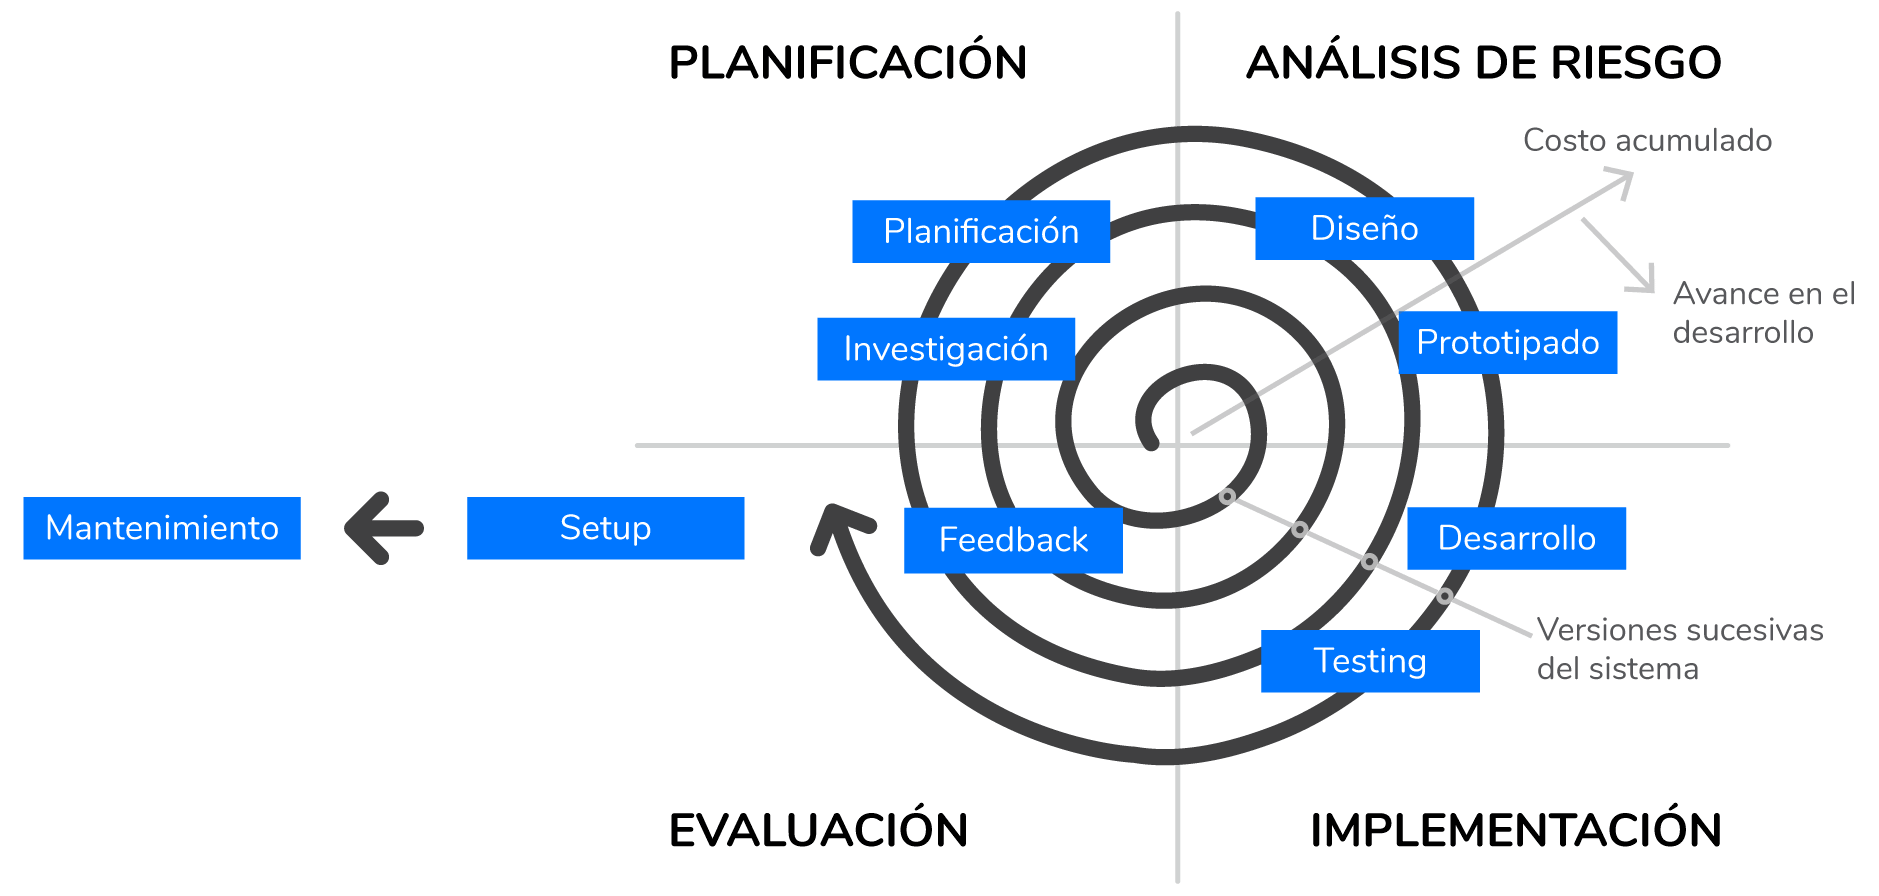 PLANIFICACIÓN
ANÁLISIS DE RIESGO
Costo acumulado
Planificación
Diseño
Avance en el
desarrollo
Investigación
Prototipado
Mantenimiento
Setup
Feedback
Desarrollo
Versiones sucesivas
del sistema
Testing
EVALUACIÓN
IMPLEMENTACIÓN